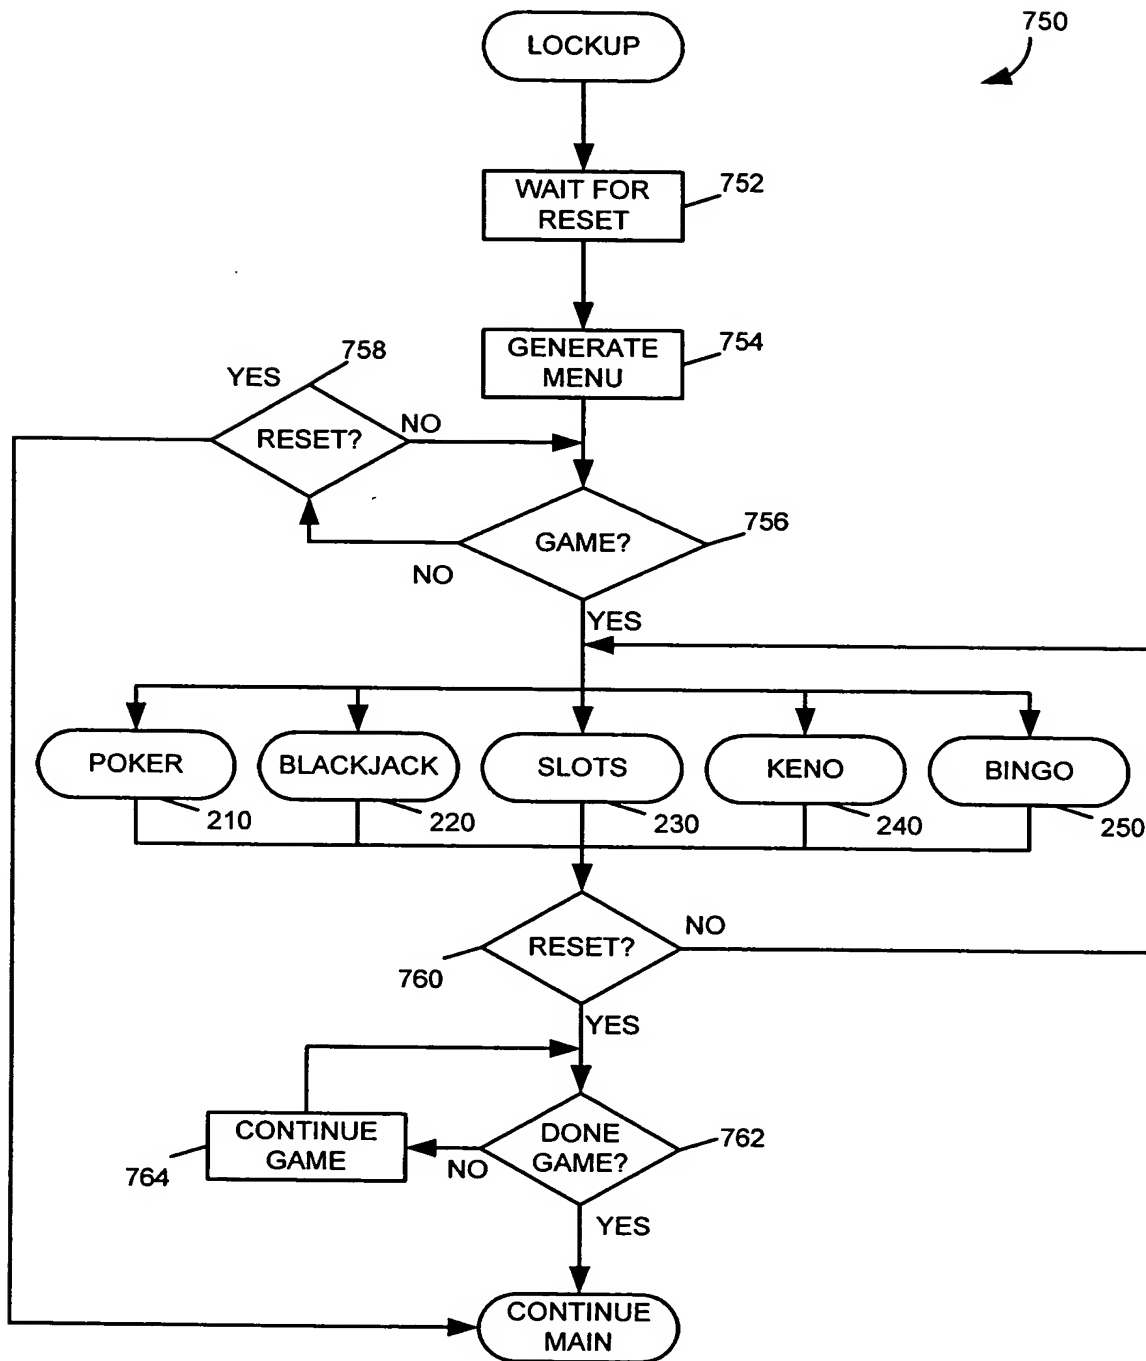 LOCKUP
750
WAIT FOR
RESET
752
GENERATE
MENU
754
758
YES
RESET?
NO
GAME?
756
NO
YES
POKER
BLACKJACK
SLOTS
KENO
BINGO
210
220
230
240
250
RESET?
NO
760
YES
CONTINUE
GAME
764
NO
DONE
GAME?
762
YES
CONTINUE
MAIN